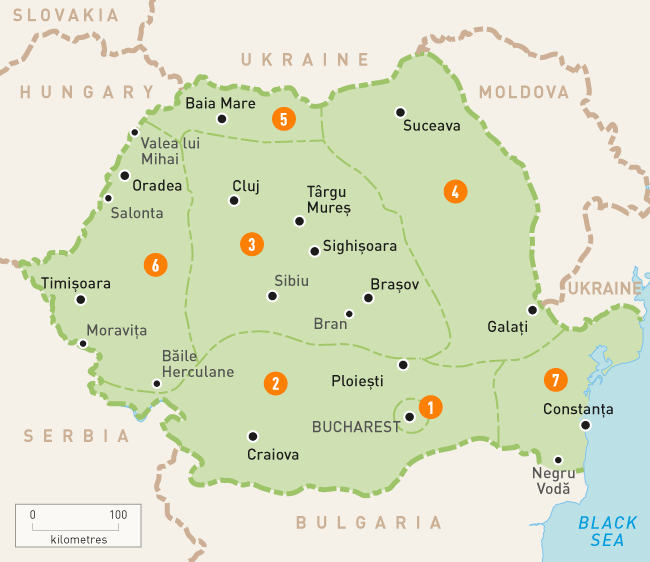 SLOVAKIA
UKRAINE
HUNGARY
MOLDOVA
Baia Mare
5
Suceava
Valea lui
Mihai
Oradea
Cluj
Târgu
Mureș
4
Salonta
3
Sighișoara
6
Timișoara
Sibiu
Brașov
UKRAINE
Bran
Galați
Moravița
Băile
Herculane
2
Ploiești
7
1
Constanța
BUCHAREST
SERBIA
Craiova
Negru
Vodă
0 100
kilometres
BULGARIA
BLACK
SEA